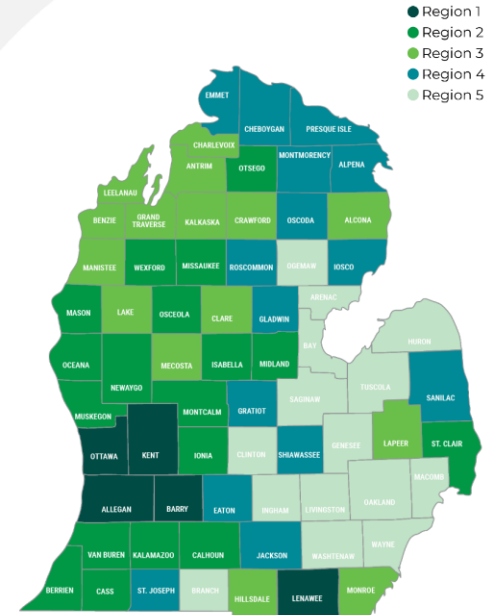 Region 1
Region 2
Region 3
Region 4
Region 5
EMMET
CHEBOYGAN
PRESQUE ISLE
CHARLEVOIX
ANTRIM
OTSEGO
MONTMORENCY
ALPENA
LEELANAU
BENZIE
GRAND
TRAVERSE
KALKASKA
CRAWFORD
OSCODA
ALCONA
MANISTEE
WEXFORD
MISSAUKEE
ROSCOMMON
OGEMAW
IOSCO
ARENAC
MASON
LAKE
OSCEOLA
CLARE
GLADWIN
BAY
HURON
OCEANA
NEWAYGO
MECOSTA
ISABELLA
MIDLAND
TUSCOLA
SANILAC
MUSKEGON
MONTCALM
GRATIOT
SAGINAW
OTTAWA
KENT
IONIA
CLINTON
SHIAWASSEE
GENESEE
LAPEER
ST. CLAIR
ALLEGAN
BARRY
EATON
INGHAM
LIVINGSTON
OAKLAND
MACOMB
VAN BUREN
KALAMAZOO
CALHOUN
JACKSON
WASHTENAW
WAYNE
BERRIEN
CASS
ST. JOSEPH
BRANCH
HILLSDALE
LENAWEE
MONROE